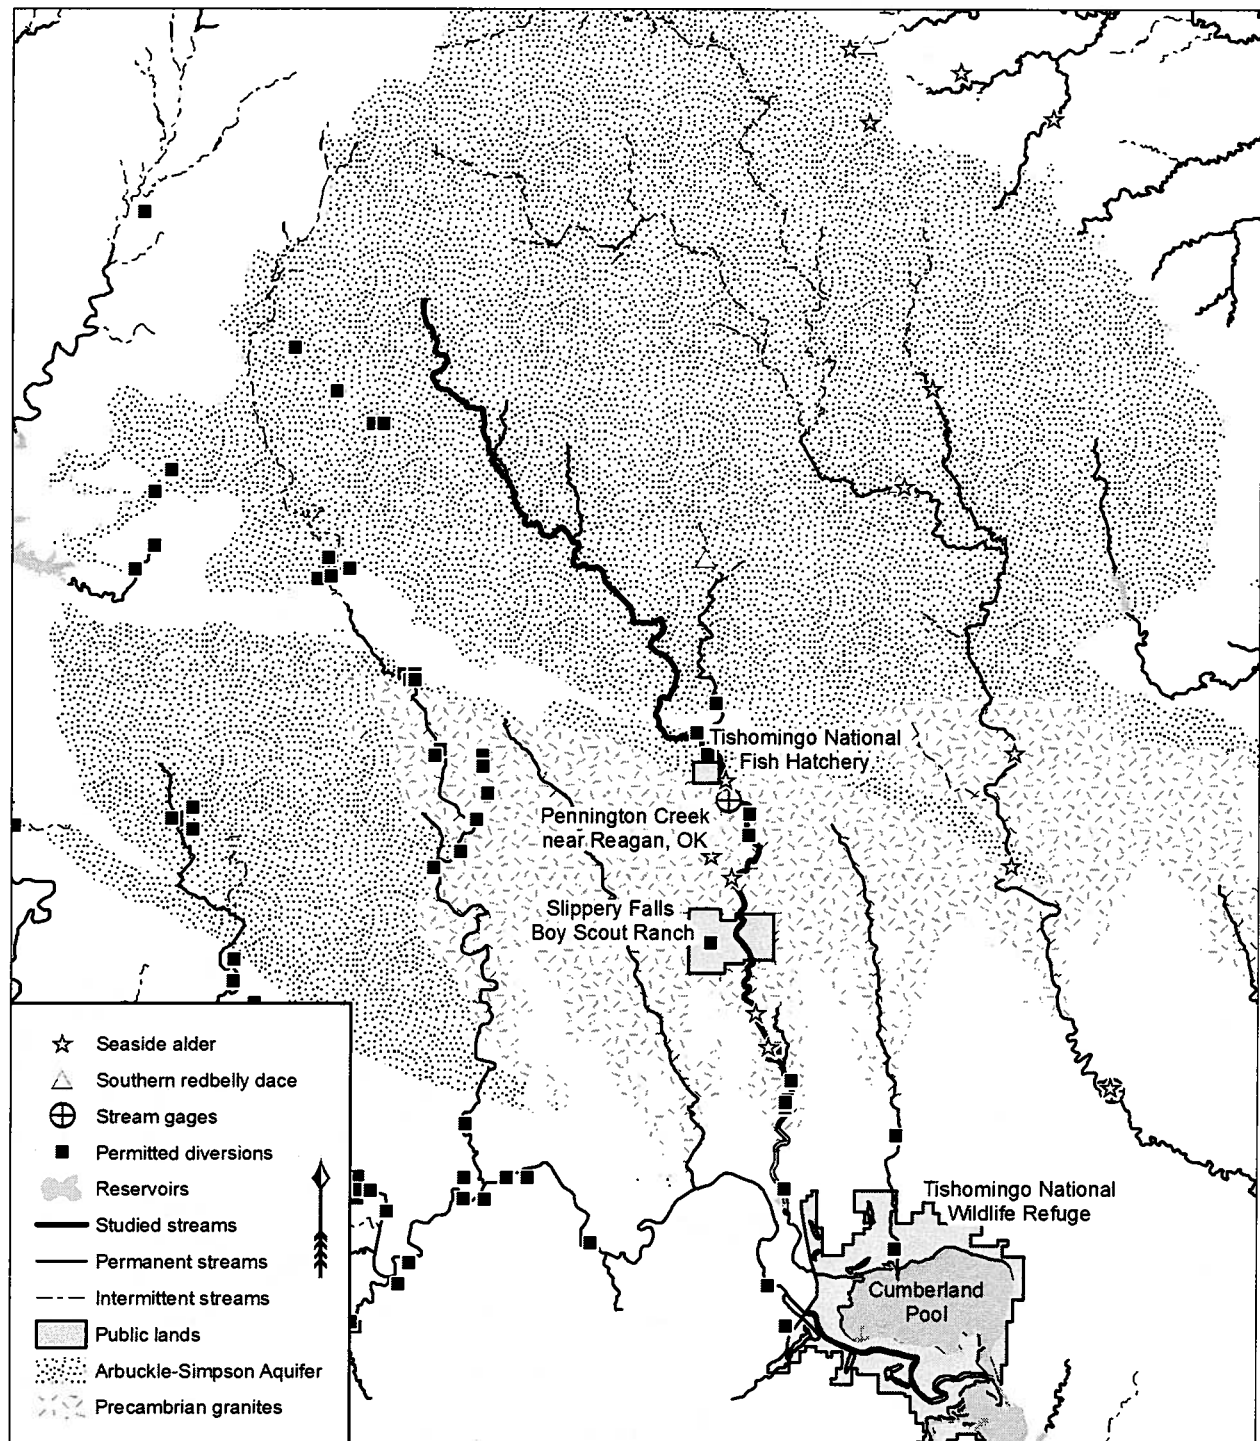 Tishomingo National
Fish Hatchery
Pennington Creek
near Reagan, OK
Slippery Falls
Boy Scout Ranch
Tishomingo National
Wildlife Refuge
Cumberland
Pool
Seaside alder
Southern redbelly dace
Stream gages
Permitted diversions
Reservoirs
Studied streams
Permanent streams
Intermittent streams
Public lands
Arbuckle-Simpson Aquifer
Precambrian granites